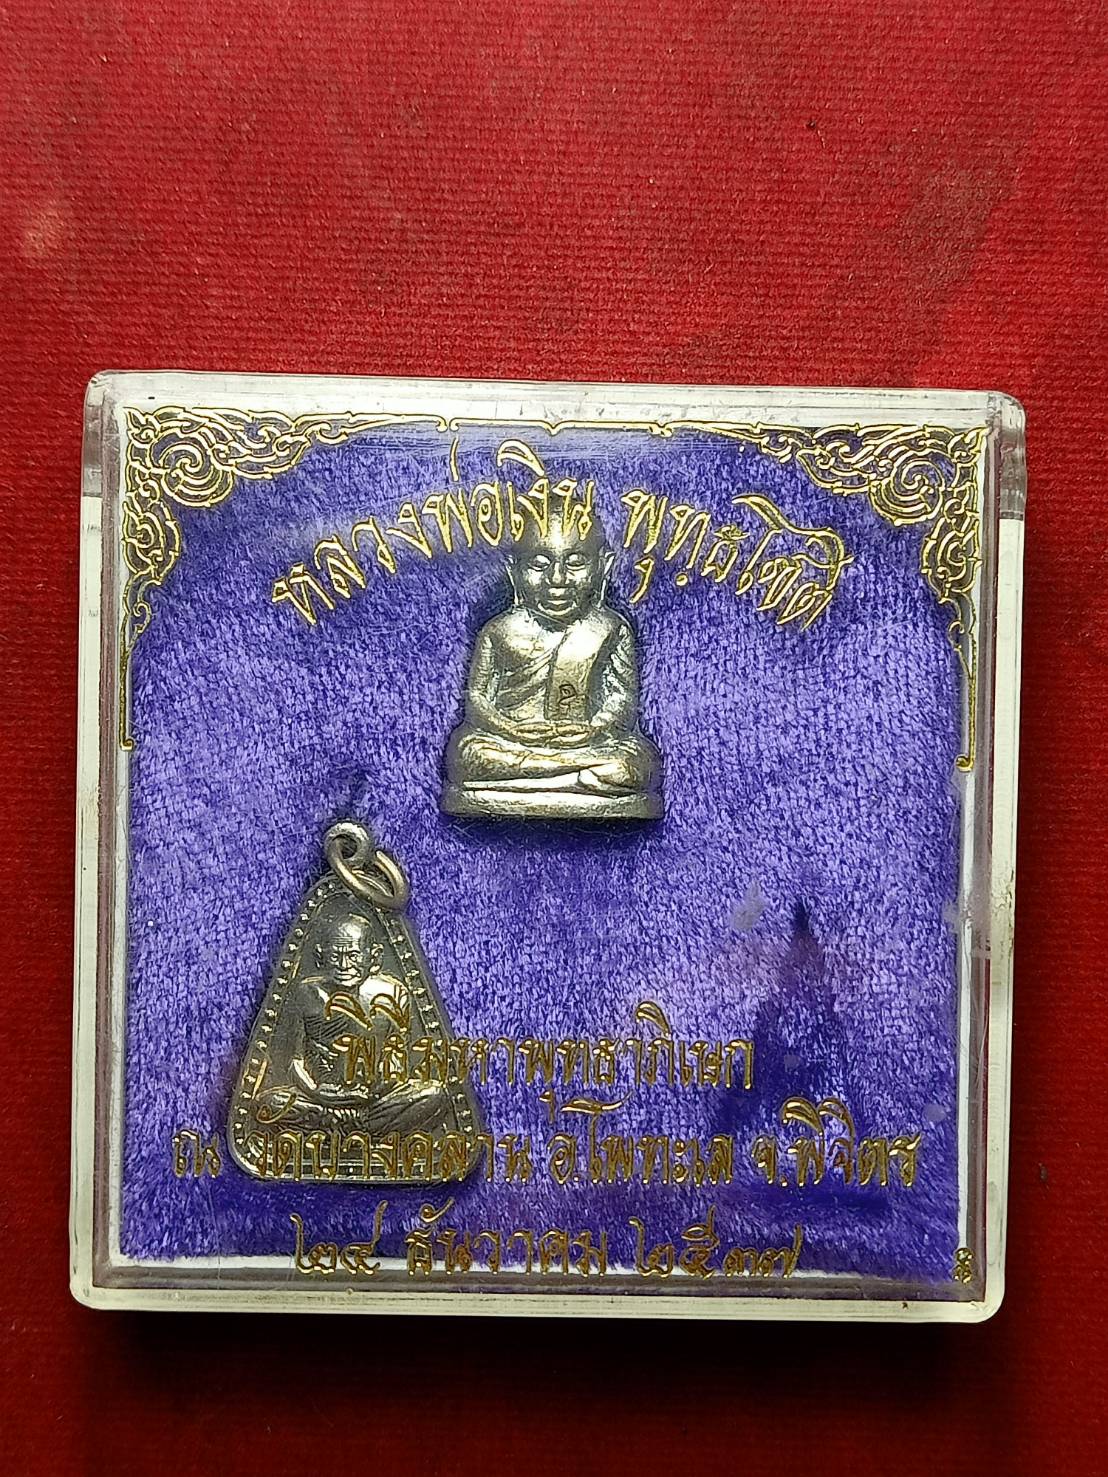 หลวงพ่อเงิน พุทฺธโชติ
พิธีมหาพุทธาภิเษก
ณ วัดบางคลาน อ.โพทะเล จ.พิจิตร
๒๔ ธันวาคม ๒๕๓๗